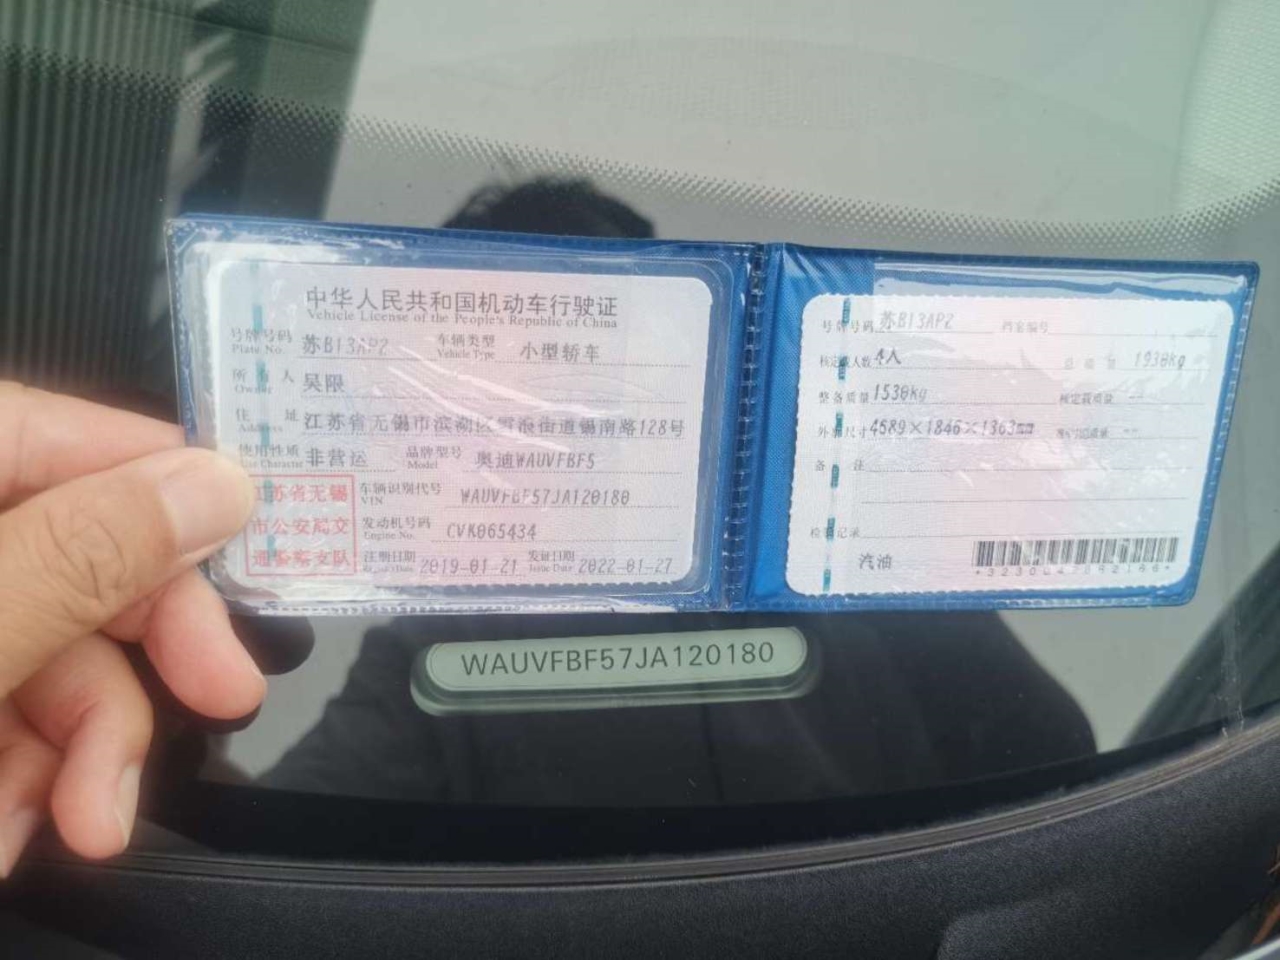 中华人民共和国机动车行驶证
Vehicle License of the People's Republic of China
号牌号码 苏B13AP2 车辆类型 小型轿车
Plate No. Vehicle Type
所有人 吴限
Owner
住址 江苏省无锡市滨湖区雪浪街道锡南路128号
Address
使用性质 非营运 品牌型号 奥迪WAUVFBF5
Use Character Model
江苏省无锡
市公安局交
通警察支队
车辆识别代号 WAUVFBF57JA120180
VIN
发动机号码 CVK065434
Engine No.
注册日期 2019-01-21 发证日期 2022-01-27
Issue Date
号牌号码 苏B13AP2 档案编号
核定载人数 4人 总质量 1930kg
整备质量 1530kg 核定载质量 --
外廓尺寸 4589×1846×1363mm --
备注
检验记录
汽油
WAUVFBF57JA120180